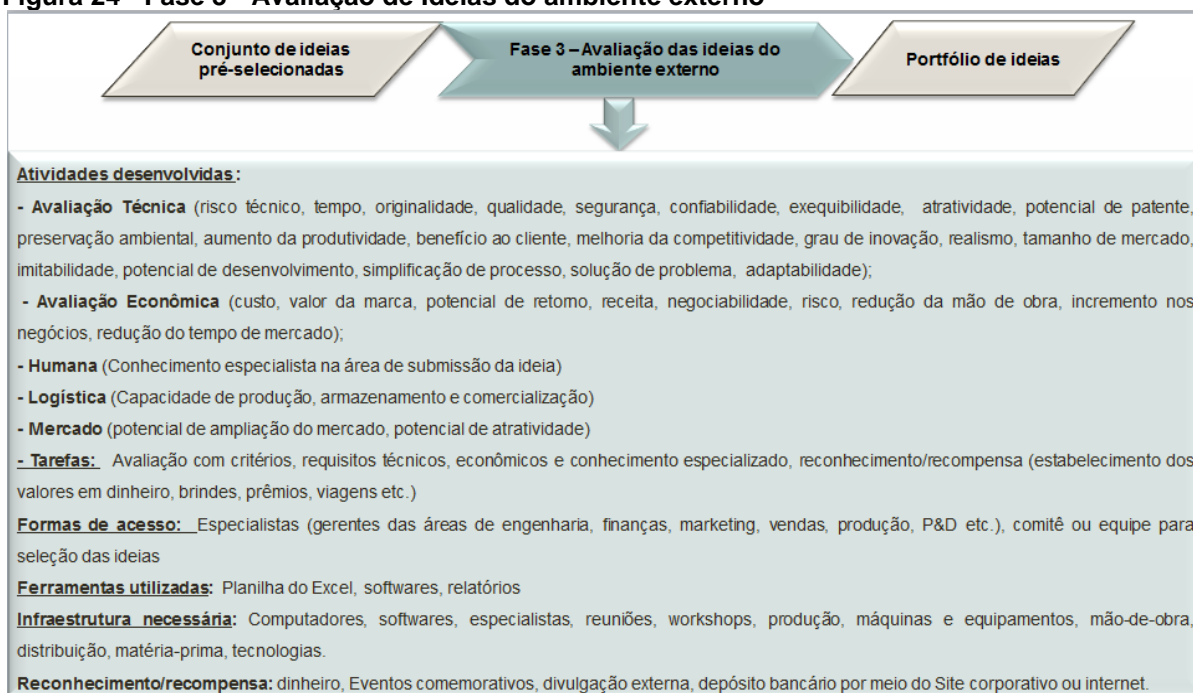 Figura 24 - Fase 3 - Avaliação de Ideias do ambiente externo
Conjunto de ideias
pré-selecionadas
Fase 3 – Avaliação das ideias do
ambiente externo
Portfólio de ideias
Atividades desenvolvidas:
- Avaliação Técnica (risco técnico, tempo, originalidade, qualidade, segurança, confiabilidade, exequibilidade, atratividade, potencial de patente,
preservação ambiental, aumento da produtividade, benefício ao cliente, melhoria da competitividade, grau de inovação, realismo, tamanho de mercado,
imitabilidade, potencial de desenvolvimento, simplificação de processo, solução de problema, adaptabilidade);
- Avaliação Econômica (custo, valor da marca, potencial de retorno, receita, negociabilidade, risco, redução da mão de obra, incremento nos
negócios, redução do tempo de mercado);
- Humana (Conhecimento especialista na área de submissão da ideia)
- Logística (Capacidade de produção, armazenamento e comercialização)
- Mercado (potencial de ampliação do mercado, potencial de atratividade)
- Tarefas: Avaliação com critérios, requisitos técnicos, econômicos e conhecimento especializado, reconhecimento/recompensa (estabelecimento dos
valores em dinheiro, brindes, prêmios, viagens etc.)
Formas de acesso: Especialistas (gerentes das áreas de engenharia, finanças, marketing, vendas, produção, P&D etc.), comitê ou equipe para
seleção das ideias
Ferramentas utilizadas: Planilha do Excel, softwares, relatórios
Infraestrutura necessária: Computadores, softwares, especialistas, reuniões, workshops, produção, máquinas e equipamentos, mão-de-obra,
distribuição, matéria-prima, tecnologias.
Reconhecimento/recompensa: dinheiro, Eventos comemorativos, divulgação externa, depósito bancário por meio do Site corporativo ou internet.